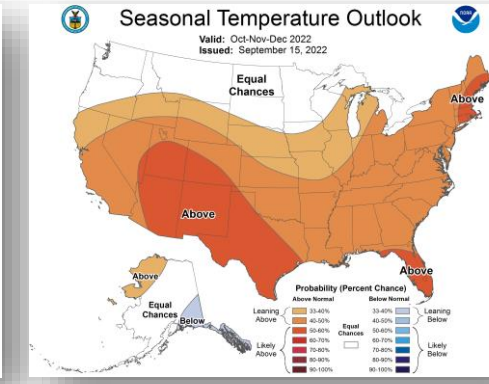 Seasonal Temperature Outlook
Valid: Oct-Nov-Dec 2022
Issued: September 15, 2022
NOAA
Equal
Chances
Above
Above
Above
Above
Equal
Chances
Below
Probability (Percent Chance)
Above Normal
Below Normal
Leaning
Above
33-40%
40-50%
Likely
Above
50-60%
60-70%
70-80%
80-90%
90-100%
Equal
Chances
33-40%
40-50%
Leaning
Below
50-60%
60-70%
70-80%
80-90%
90-100%
Likely
Below